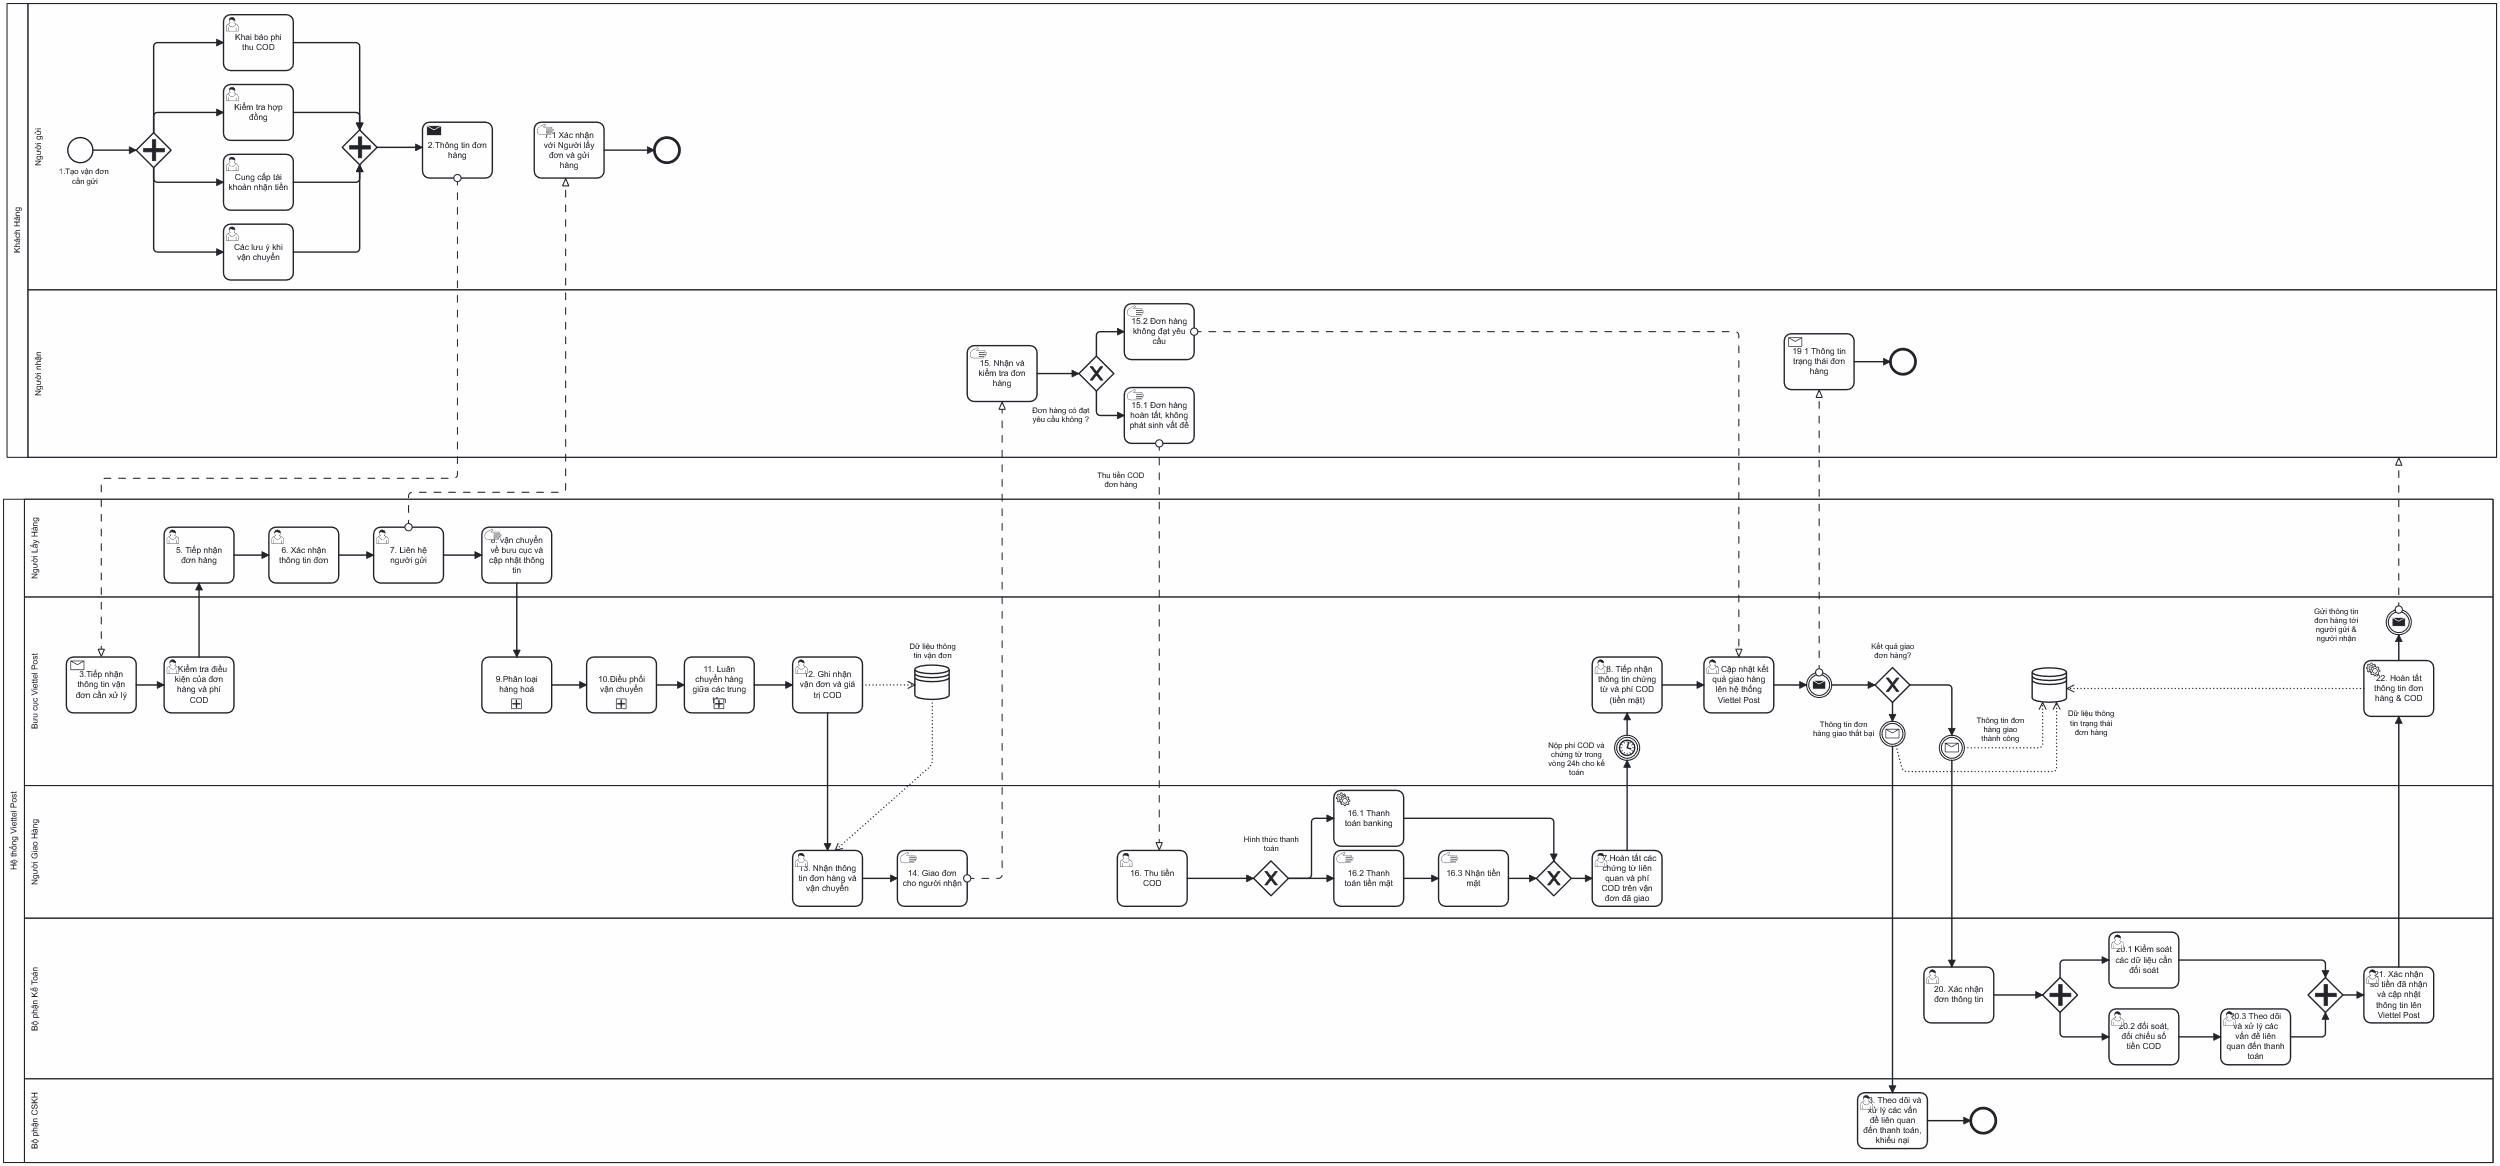 Khách Hàng
Người gửi
1.Tạo vận đơn
cần gửi
Khai báo phí
thu COD
Kiểm tra hợp
đồng
Cung cấp tài
khoản nhận tiền
Các lưu ý khi
vận chuyển
2.Thông tin đơn
hàng
7.1 Xác nhận
với Người lấy
đơn và gửi
hàng
Người nhận
15. Nhận và
kiểm tra đơn
hàng
Đơn hàng có đạt
yêu cầu không ?
15.2 Đơn hàng
không đạt yêu
cầu
15.1 Đơn hàng
hoàn tất, không
phát sinh vất đề
19 1 Thông tin
trạng thái đơn
hàng
Thu tiền COD
đơn hàng
Hệ thống Viettel Post
Người Lấy Hàng
5. Tiếp nhận
đơn hàng
6. Xác nhận
thông tin đơn
7. Liên hệ
người gửi
vận chuyển
về bưu cục và
cập nhật thông
tin
Bưu cục Viettel Post
3.Tiếp nhận
thông tin vận
đơn cần xử lý
Kiểm tra điều
kiện của đơn
hàng và phí
COD
9.Phân loại
hàng hoá
10.Điều phối
vận chuyển
11. Luân
chuyển hàng
giữa các trung
12. Ghi nhận
vận đơn và giá
trị COD
Dữ liệu thông
tin vận đơn
Nộp phí COD và
chứng từ trong
vòng 24h cho kế
toán
8. Tiếp nhận
thông tin chứng
từ và phí COD
(tiền mặt)
Cập nhật kết
quả giao hàng
lên hệ thống
Viettel Post
Kết quả giao
đơn hàng?
Thông tin đơn
hàng giao thất bại
Thông tin đơn
hàng giao
thành công
Dữ liệu thông
tin trạng thái
đơn hàng
Gửi thông tin
đơn hàng tới
người gửi &
người nhận
22. Hoàn tất
thông tin đơn
hàng & COD
Người Giao Hàng
13. Nhận thông
tin đơn hàng và
vận chuyển
14. Giao đơn
cho người nhận
16. Thu tiền
COD
Hình thức thanh
toán
16.1 Thanh
toán banking
16.2 Thanh
toán tiền mặt
16.3 Nhận tiền
mặt
Hoàn tất các
chứng từ liên
quan và phí
COD trên vận
đơn đã giao
Bộ phận Kế Toán
20. Xác nhận
đơn thông tin
20.1 Kiểm soát
các dữ liệu cần
đối soát
20.2 đối soát,
đối chiếu số
tiền COD
20.3 Theo dõi
và xử lý các
vấn đề liên
quan đến thanh
toán
21. Xác nhận
số tiền đã nhận
và cập nhật
thông tin lên
Viettel Post
Bộ phận CSKH
Theo dõi và
xử lý các vấn
đề liên quan
đến thanh toán,
khiếu nại